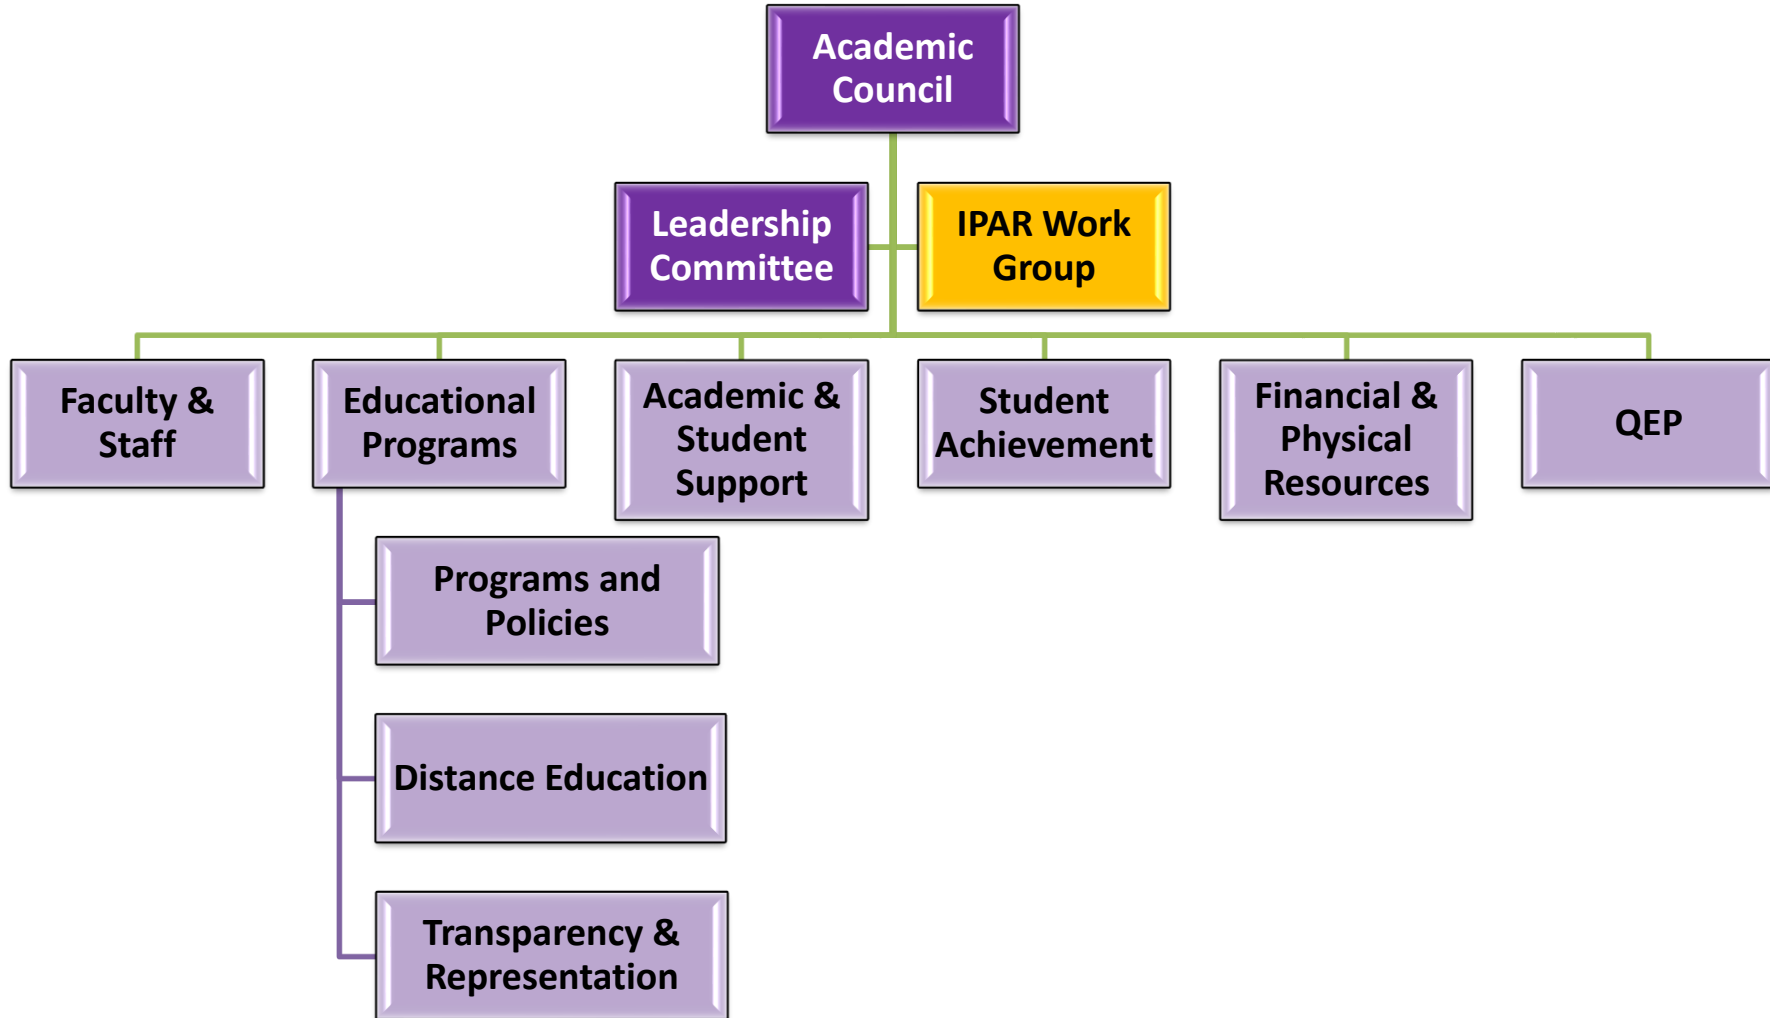 Academic
Council
Leadership
Committee
IPAR Work
Group
Faculty &
Staff
Educational
Programs
Academic &
Student
Support
Student
Achievement
Financial &
Physical
Resources
QEP
Programs and
Policies
Distance Education
Transparency &
Representation